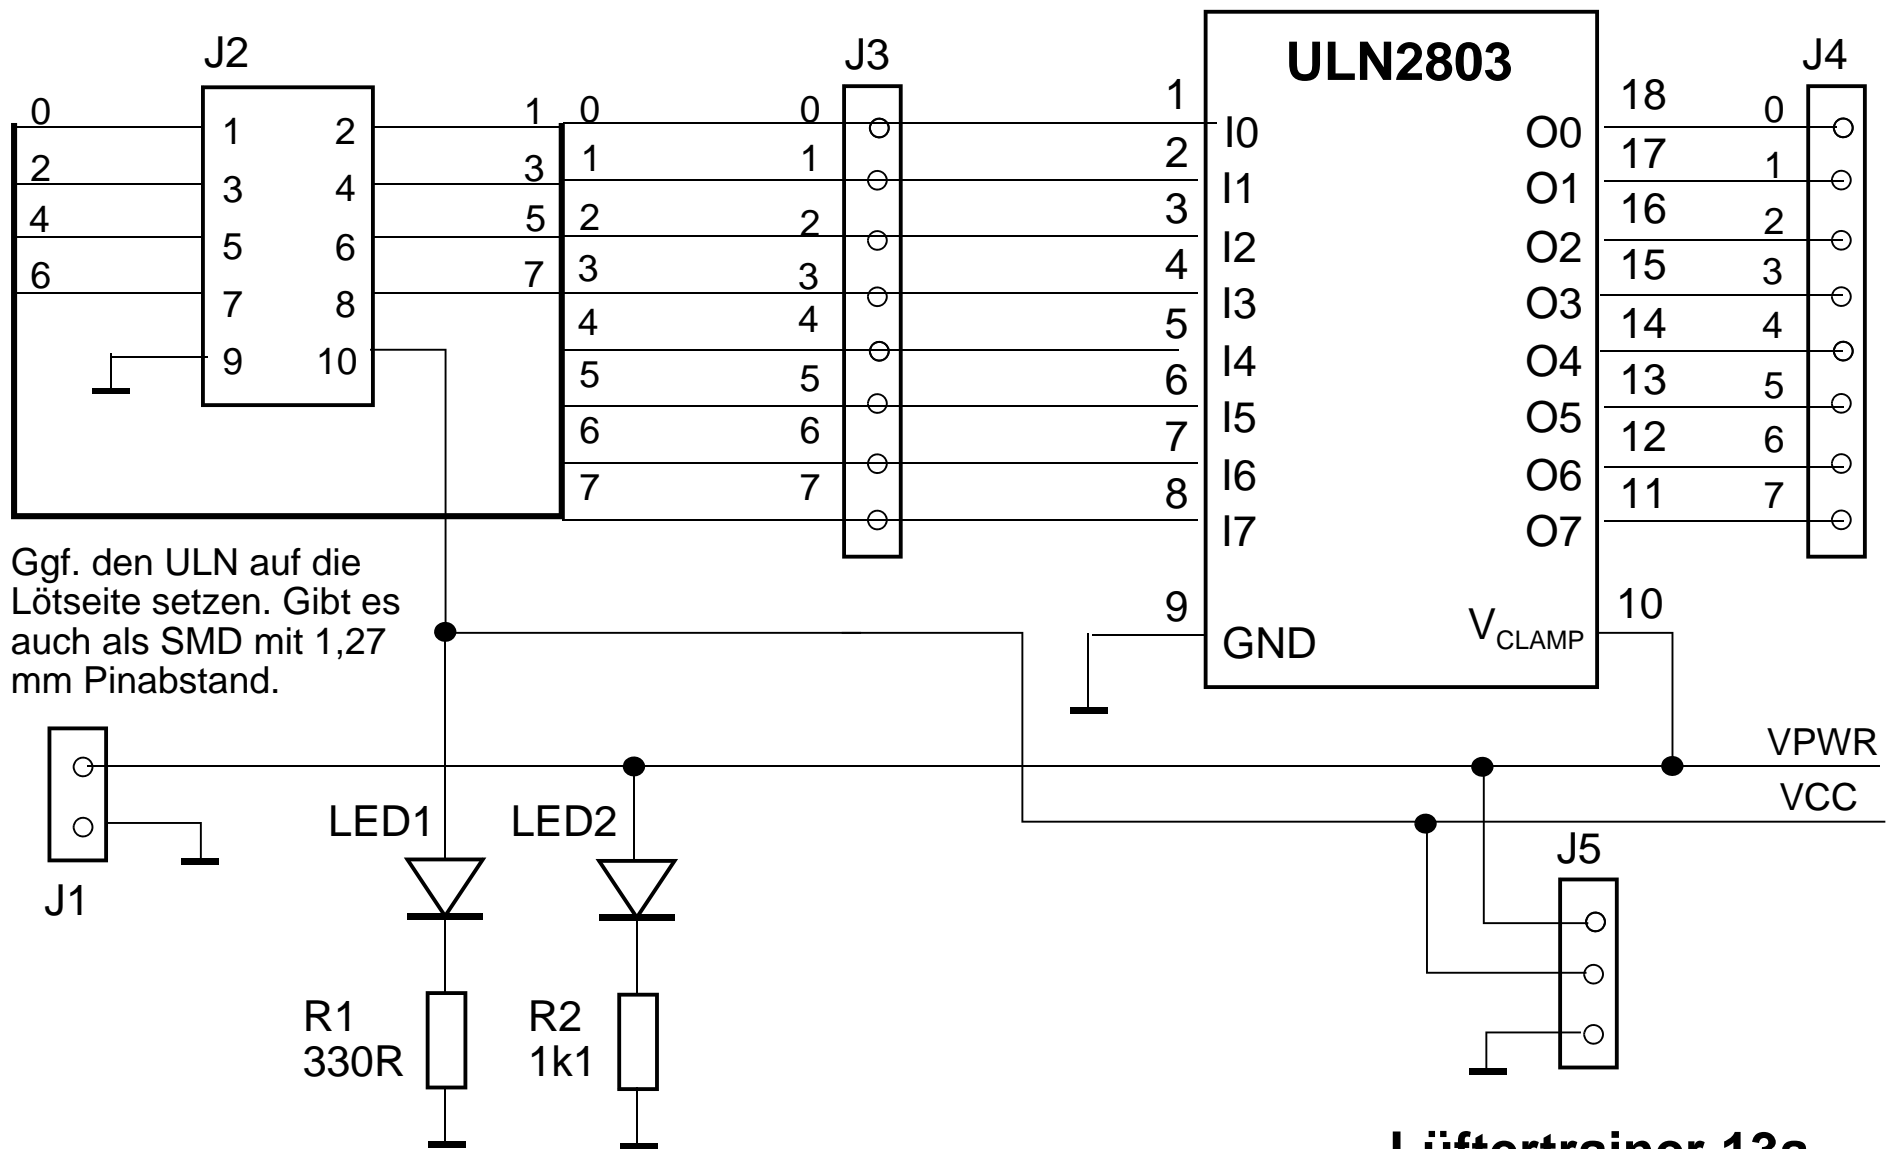 J2
J3
ULN2803
J4
0 1 2 1 0 0 1 I0 O0 18 0
2 3 4 3 1 1 2 I1 O1 17 1
4 5 6 5 2 2 3 I2 O2 16 2
6 7 8 7 3 3 4 I3 O3 15 3
9 10 4 4 5 I4 O4 14 4
5 5 6 I5 O5 13 5
6 6 7 I6 O6 12 6
7 7 8 I7 O7 11 7
Ggf. den ULN auf die
Lötseite setzen. Gibt es
auch als SMD mit 1,27
mm Pinabstand.
9 GND VCLAMP 10
VPWR
VCC
J1
LED1 LED2
J5
R1
330R
R2
1k1
Lüftertrainer 13a